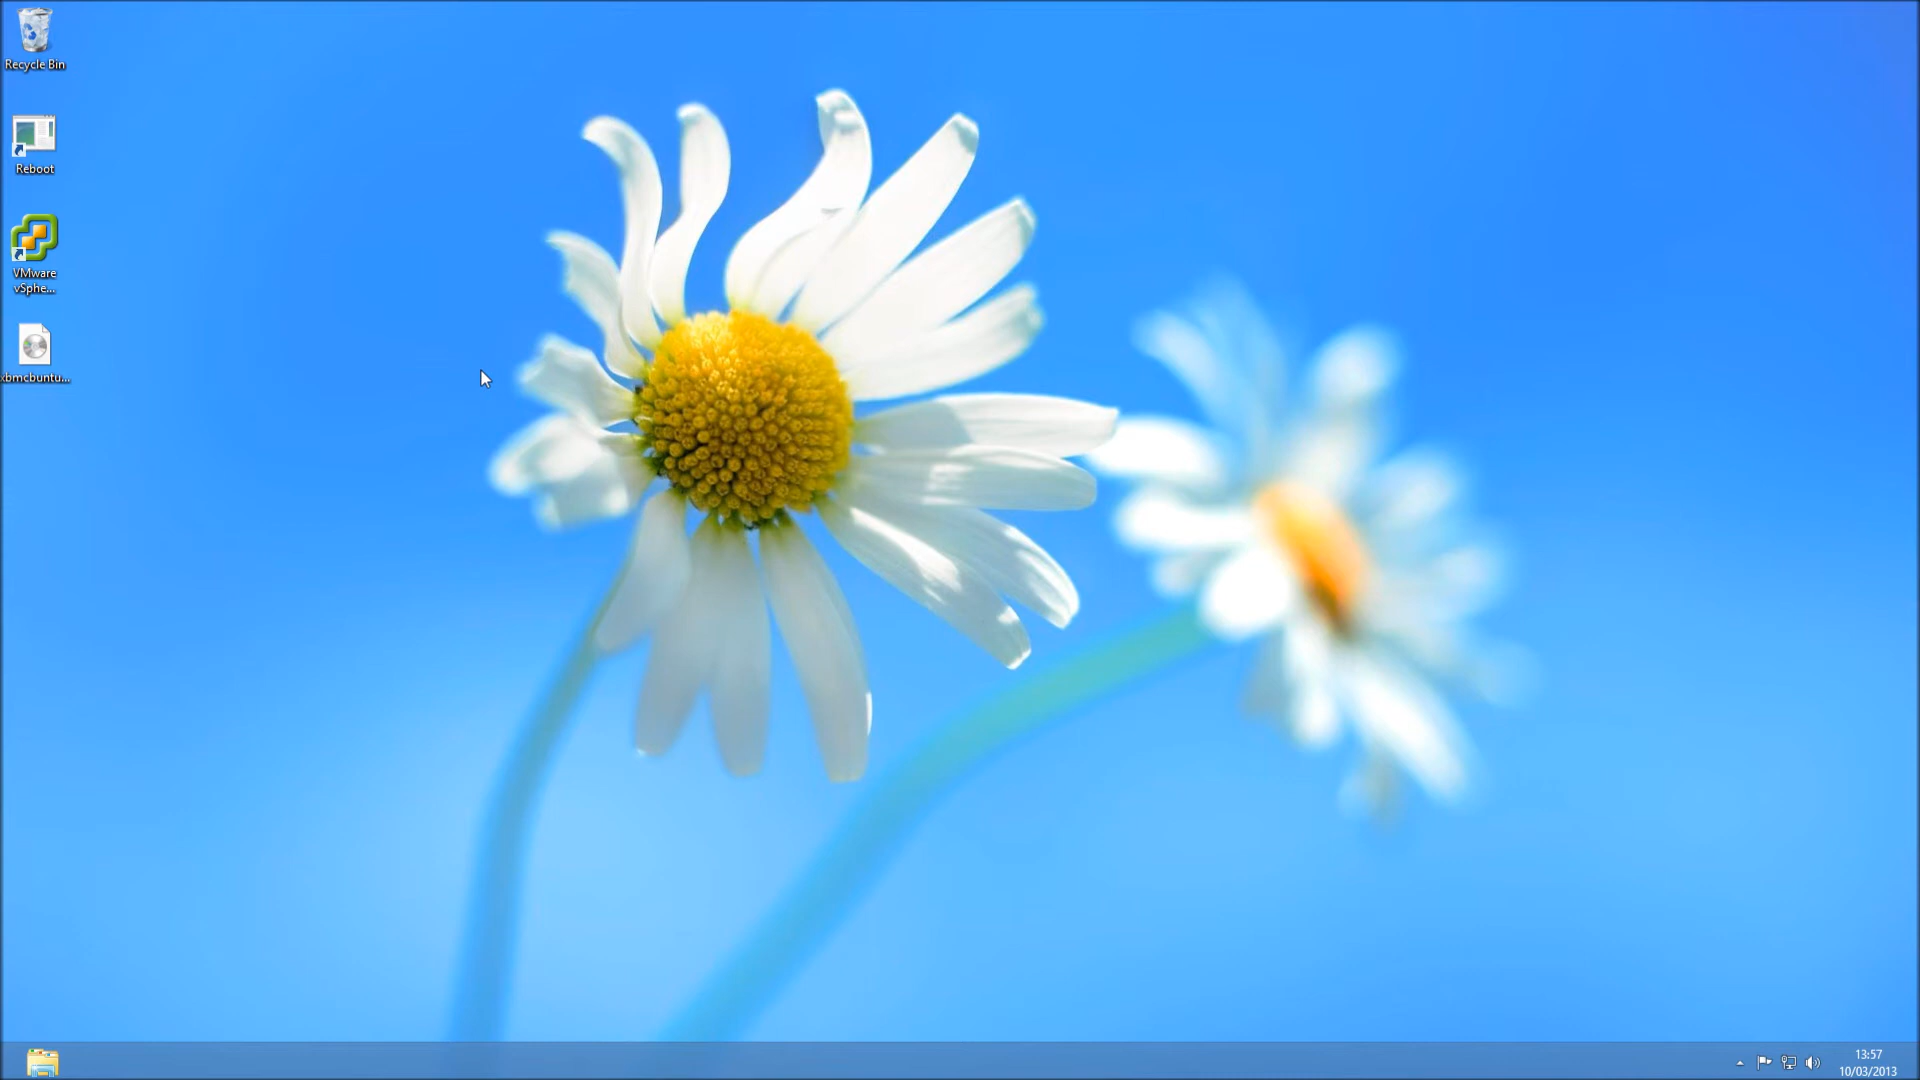 Recycle Bin
Reboot
VMware
vSphe...
xbmcbuntu...
13:57
10/03/2013